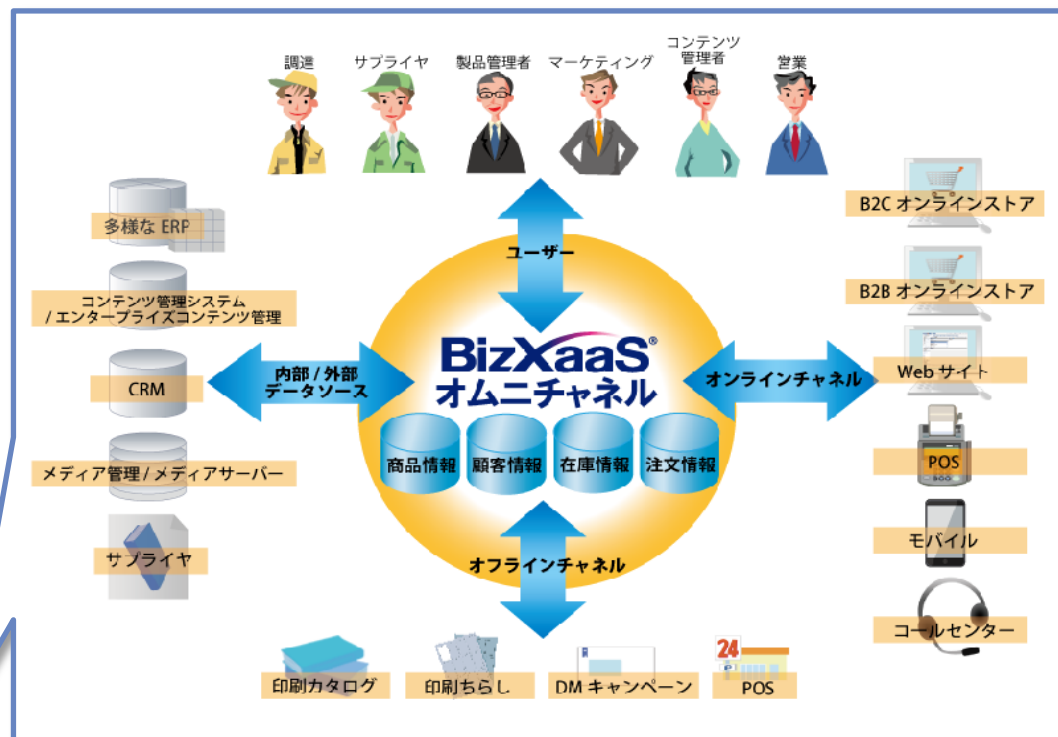 調達
サプライヤ
製品管理者
マーケティング
コンテンツ
管理者
営業
ユーザー
多様な ERP
コンテンツ管理システム
/ エンタープライズコンテンツ管理
CRM
メディア管理 / メディアサーバー
サプライヤ
内部 / 外部
データソース
BizXaaS®
オムニチャネル
商品情報
顧客情報
在庫情報
注文情報
オンラインチャネル
B2C オンラインストア
B2B オンラインストア
Web サイト
POS
モバイル
コールセンター
オフラインチャネル
印刷カタログ
印刷ちらし
DM キャンペーン
24
POS